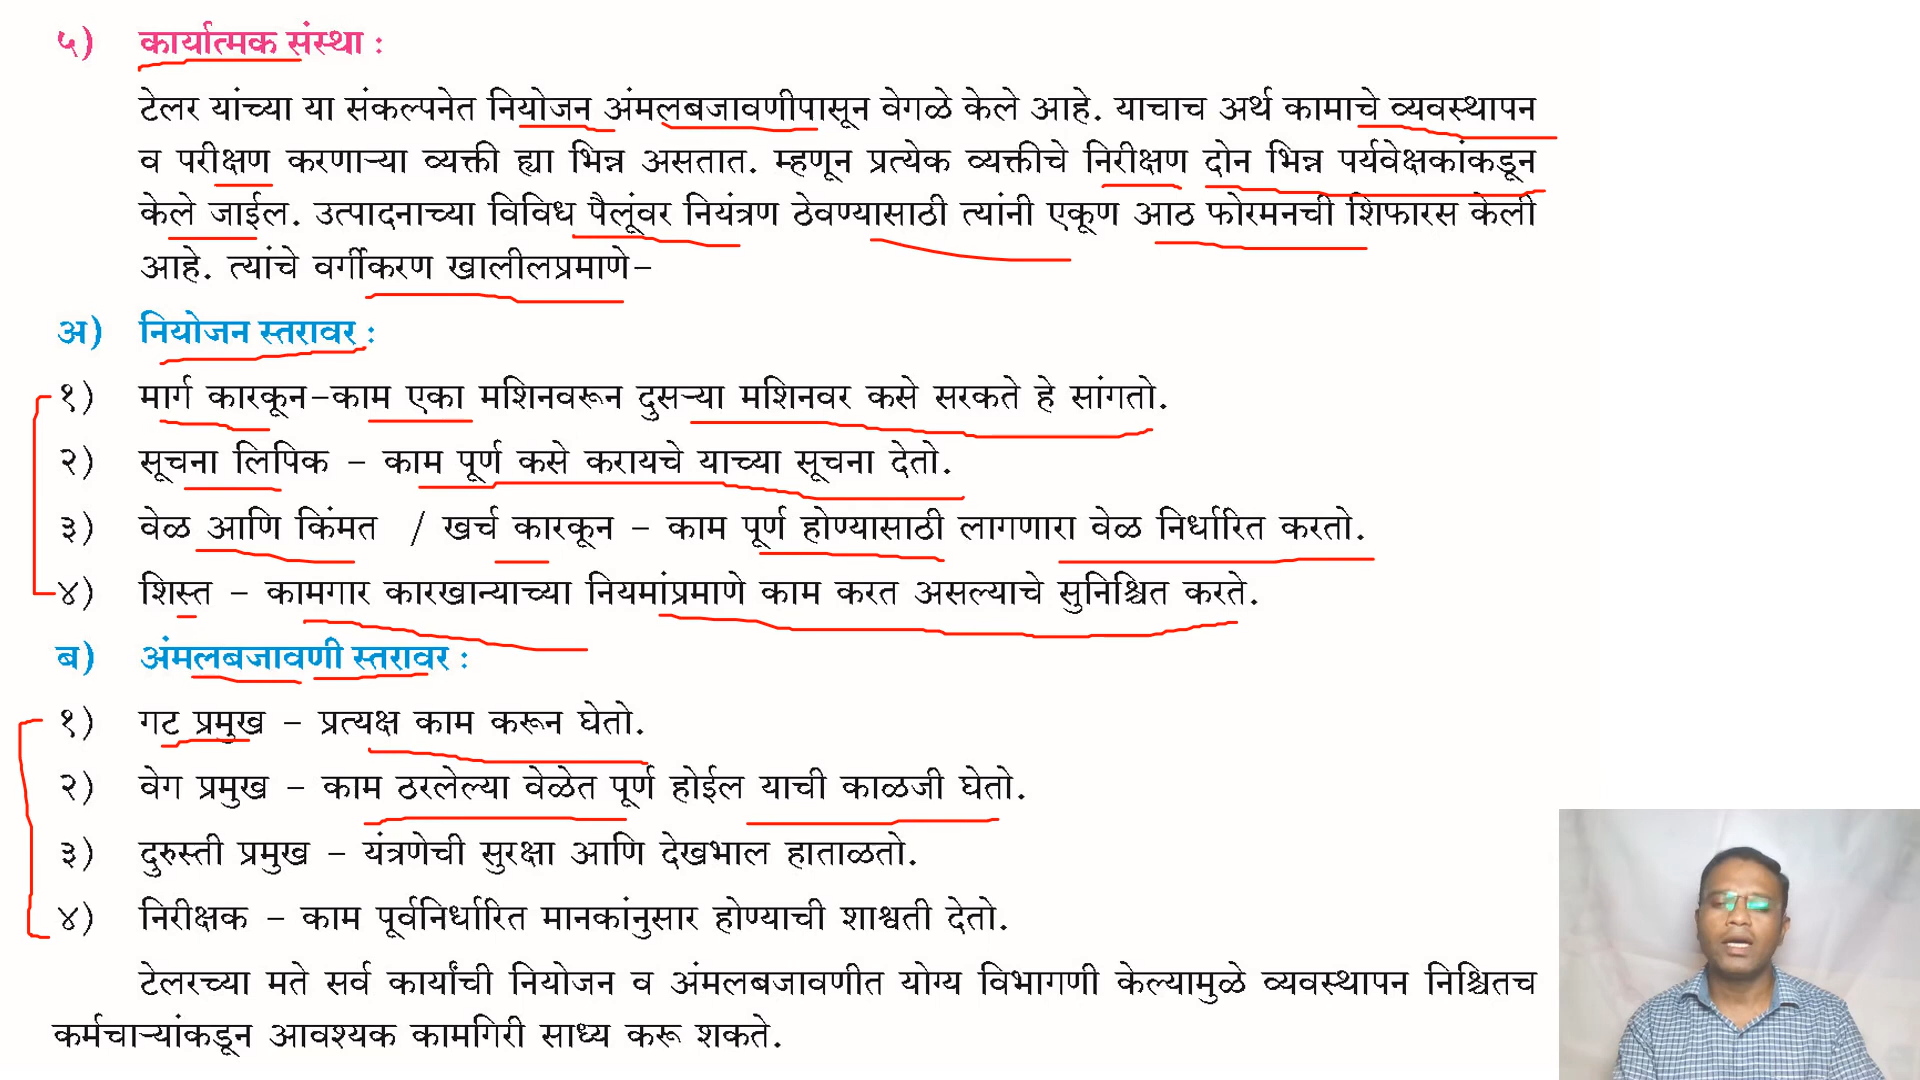 ५) कार्यात्मक संस्था :
टेलर यांच्या या संकल्पनेत नियोजन अंमलबजावणीपासून वेगळे केले आहे. याचाच अर्थ कामाचे व्यवस्थापन
व परीक्षण करणाऱ्या व्यक्ती ह्या भिन्न असतात. म्हणून प्रत्येक व्यक्तीचे निरीक्षण दोन भिन्न पर्यवेक्षकांकडून
केले जाईल. उत्पादनाच्या विविध पैलूंवर नियंत्रण ठेवण्यासाठी त्यांनी एकूण आठ फोरमनची शिफारस केली
आहे. त्यांचे वर्गीकरण खालीलप्रमाणे-
अ) नियोजन स्तरावर :
१) मार्ग कारकून-काम एका मशिनवरून दुसऱ्या मशिनवर कसे सरकते हे सांगतो.
२) सूचना लिपिक - काम पूर्ण कसे करायचे याच्या सूचना देतो.
३) वेळ आणि किंमत / खर्च कारकून - काम पूर्ण होण्यासाठी लागणारा वेळ निर्धारित करतो.
४) शिस्त - कामगार कारखान्याच्या नियमांप्रमाणे काम करत असल्याचे सुनिश्चित करते.
ब) अंमलबजावणी स्तरावर :
१) गट प्रमुख - प्रत्यक्ष काम करून घेतो.
२) वेग प्रमुख - काम ठरलेल्या वेळेत पूर्ण होईल याची काळजी घेतो.
३) दुरुस्ती प्रमुख - यंत्रणेची सुरक्षा आणि देखभाल हाताळतो.
४) निरीक्षक - काम पूर्वनिर्धारित मानकांनुसार होण्याची शाश्वती देतो.
टेलरच्या मते सर्व कार्यांची नियोजन व अंमलबजावणीत योग्य विभागणी केल्यामुळे व्यवस्थापन निश्चितच
कर्मचाऱ्यांकडून आवश्यक कामगिरी साध्य करू शकते.